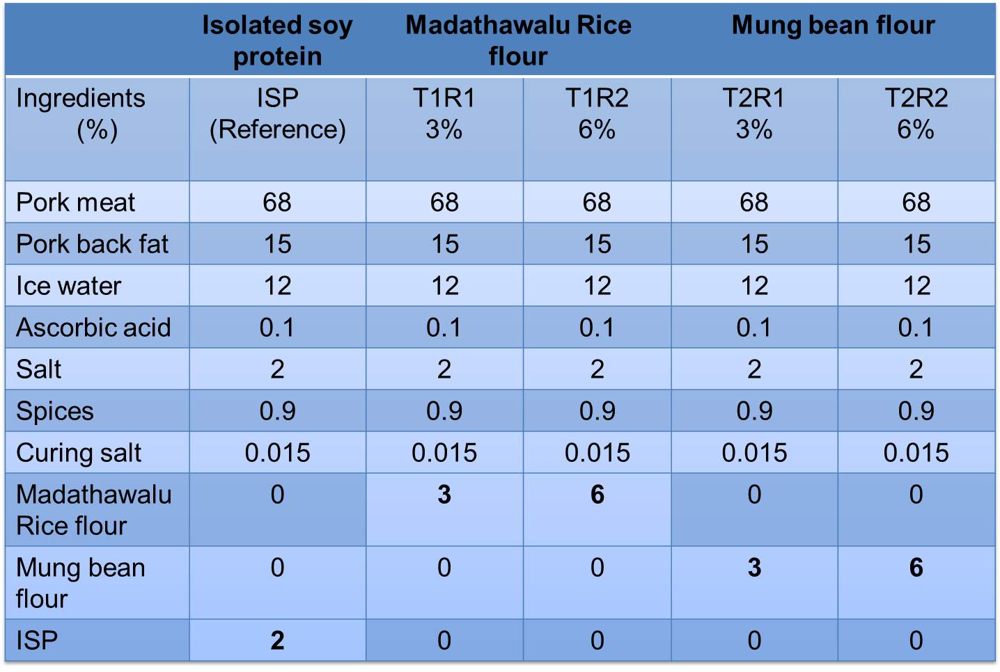 Isolated soy protein Madathawalu Rice flour Mung bean flour
Ingredients (%) ISP (Reference) T1R1 3% T1R2 6% T2R1 3% T2R2 6%
Pork meat 68 68 68 68 68
Pork back fat 15 15 15 15 15
Ice water 12 12 12 12 12
Ascorbic acid 0.1 0.1 0.1 0.1 0.1
Salt 2 2 2 2 2
Spices 0.9 0.9 0.9 0.9 0.9
Curing salt 0.015 0.015 0.015 0.015 0.015
Madathawalu Rice flour 0 3 6 0 0
Mung bean flour 0 0 0 3 6
ISP 2 0 0 0 0